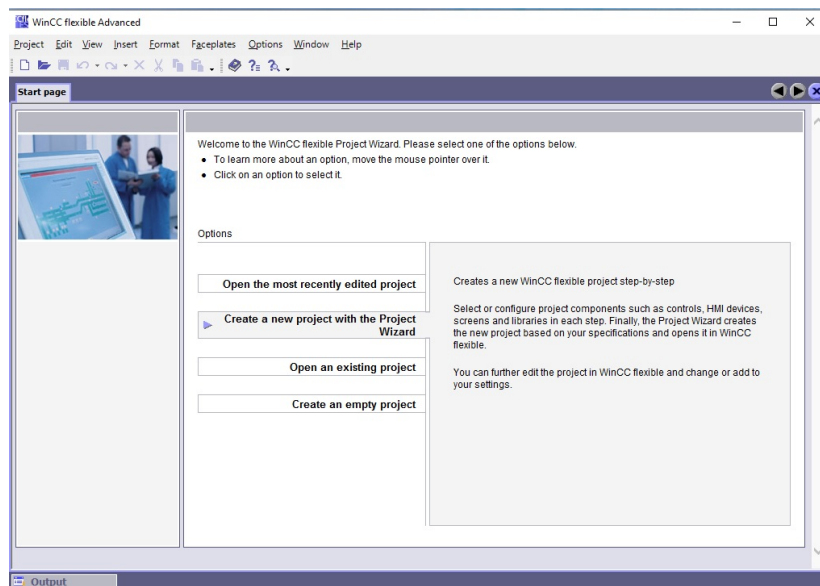 WinCC flexible Advanced
Project Edit View Insert Format Faceplates Options Window Help
Start page
Welcome to the WinCC flexible Project Wizard. Please select one of the options below.
• To learn more about an option, move the mouse pointer over it.
• Click on an option to select it.
Options
Open the most recently edited project
Create a new project with the Project
Wizard
Open an existing project
Create an empty project
Creates a new WinCC flexible project step-by-step
Select or configure project components such as controls, HMI devices,
screens and libraries in each step. Finally, the Project Wizard creates
the new project based on your specifications and opens it in WinCC
flexible.
You can further edit the project in WinCC flexible and change or add to
your settings.
Output